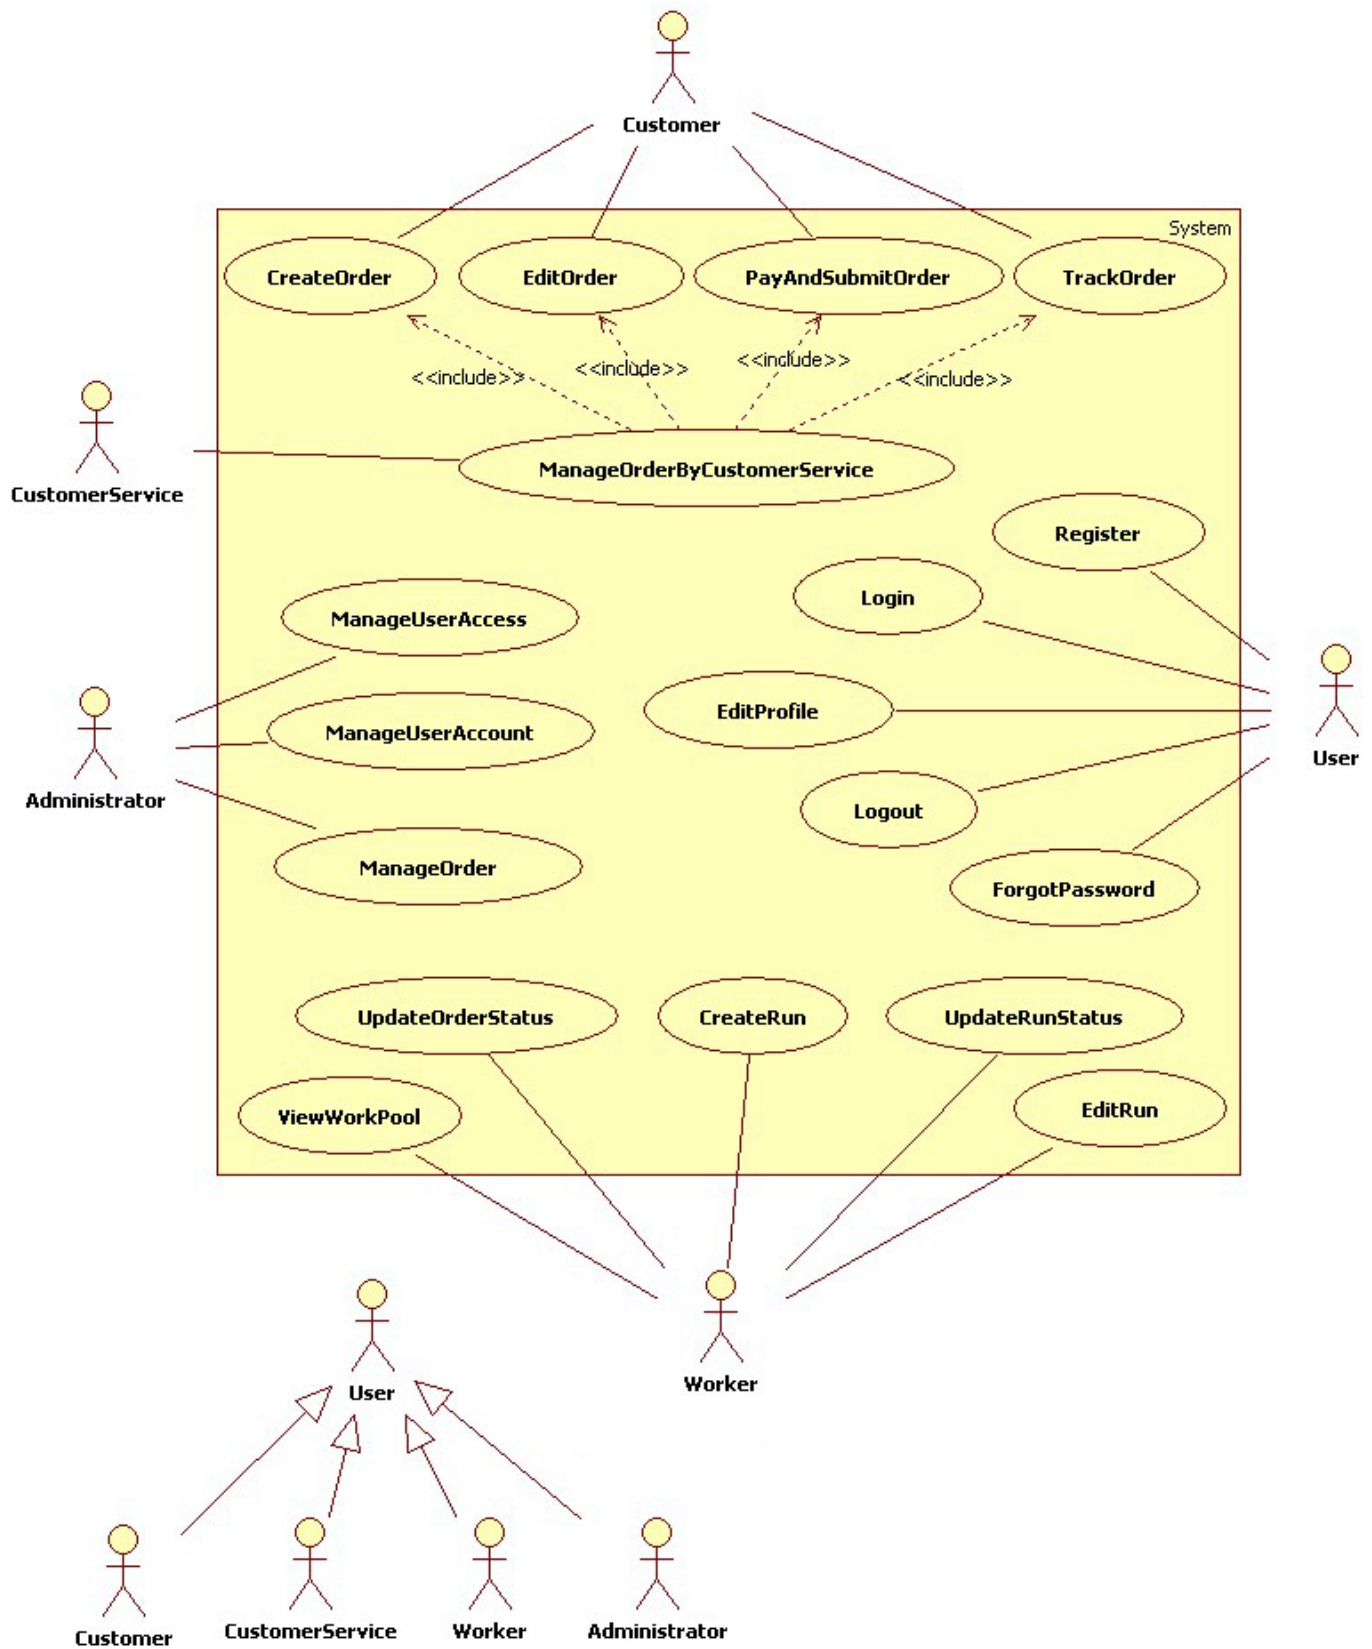 Customer
System
CreateOrder
EditOrder
PayAndSubmitOrder
TrackOrder
<<include>>
<<include>>
<<include>>
<<include>>
CustomerService
ManageOrderByCustomerService
Register
Login
ManageUserAccess
EditProfile
ManageUserAccount
User
Administrator
Logout
ManageOrder
ForgotPassword
UpdateOrderStatus
CreateRun
UpdateRunStatus
ViewWorkPool
EditRun
Worker
User
Customer
CustomerService
Worker
Administrator